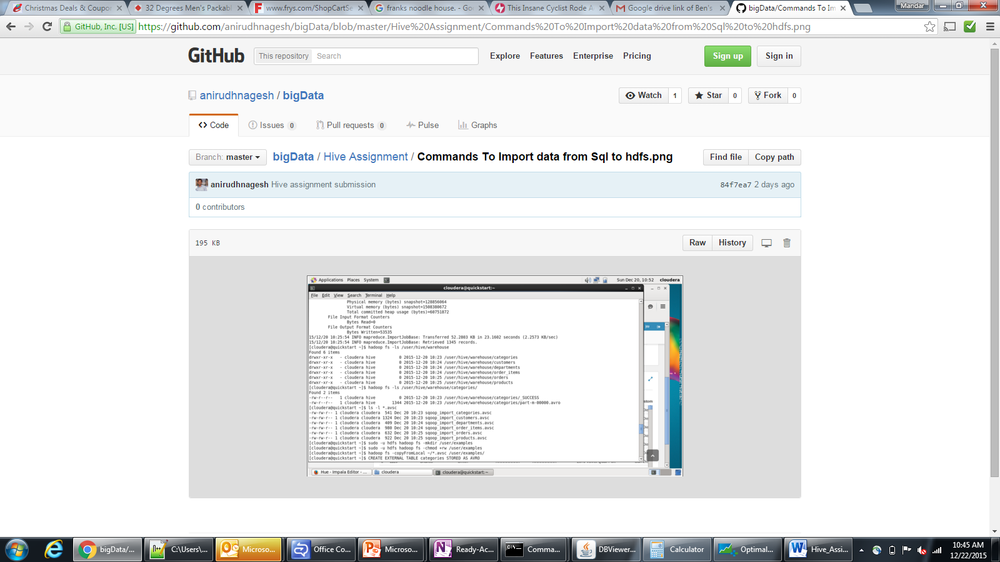 Christmas Deals & Coupon
32 Degrees Men's Packabl
www.frys.com/ShopCartSe
franks noodle house. - Goo
This Insane Cyclist Rode A
Google drive link of Ben's
bigData/Commands To Im
Mandar
GitHub, Inc. [US]
https://github.com/anirudhnagesh/bigData/blob/master/Hive%20Assignment/Commands%20To%20Import%20data%20from%20Sql%20to%20hdfs.png
GitHub
This repository
Search
Explore
Features
Enterprise
Pricing
Sign up
Sign in
anirudhnagesh / bigData
Watch 1
Star 0
Fork 0
Code
Issues 0
Pull requests 0
Pulse
Graphs
Branch: master
bigData / Hive Assignment / Commands To Import data from Sql to hdfs.png
Find file
Copy path
anirudhnagesh Hive assignment submission
84f7ea7 2 days ago
0 contributors
195 KB
Raw
History
Applications Places System
Sun Dec 20, 10:52 cloudera
cloudera@quickstart:~
File Edit View Search Terminal Help
Physical memory (bytes) snapshot=128856064
Virtual memory (bytes) snapshot=1508380672
Total committed heap usage (bytes)=60751872
File Input Format Counters
Bytes Read=0
File Output Format Counters
Bytes Written=53535
15/12/20 10:25:54 INFO mapreduce.ImportJobBase: Transferred 52.2803 KB in 23.1602 seconds (2.2573 KB/sec)
15/12/20 10:25:54 INFO mapreduce.ImportJobBase: Retrieved 1345 records.
[cloudera@quickstart ~]$ hadoop fs -ls /user/hive/warehouse
Found 6 items
drwxr-xr-x - cloudera hive 0 2015-12-20 10:23 /user/hive/warehouse/categories
drwxr-xr-x - cloudera hive 0 2015-12-20 10:24 /user/hive/warehouse/customers
drwxr-xr-x - cloudera hive 0 2015-12-20 10:24 /user/hive/warehouse/departments
drwxr-xr-x - cloudera hive 0 2015-12-20 10:24 /user/hive/warehouse/order_items
drwxr-xr-x - cloudera hive 0 2015-12-20 10:25 /user/hive/warehouse/orders
drwxr-xr-x - cloudera hive 0 2015-12-20 10:25 /user/hive/warehouse/products
[cloudera@quickstart ~]$ hadoop fs -ls /user/hive/warehouse/categories/
Found 2 items
-rw-r--r-- 1 cloudera hive 0 2015-12-20 10:23 /user/hive/warehouse/categories/_SUCCESS
-rw-r--r-- 1 cloudera hive 1344 2015-12-20 10:23 /user/hive/warehouse/categories/part-m-00000.avro
[cloudera@quickstart ~]$ ls -l *.avsc
-rw-rw-r-- 1 cloudera cloudera 541 Dec 20 10:23 sqoop_import_categories.avsc
-rw-rw-r-- 1 cloudera cloudera 1324 Dec 20 10:23 sqoop_import_customers.avsc
-rw-rw-r-- 1 cloudera cloudera 409 Dec 20 10:24 sqoop_import_departments.avsc
-rw-rw-r-- 1 cloudera cloudera 980 Dec 20 10:24 sqoop_import_order_items.avsc
-rw-rw-r-- 1 cloudera cloudera 632 Dec 20 10:25 sqoop_import_orders.avsc
-rw-rw-r-- 1 cloudera cloudera 922 Dec 20 10:25 sqoop_import_products.avsc
[cloudera@quickstart ~]$ sudo -u hdfs hadoop fs -mkdir /user/examples
[cloudera@quickstart ~]$ sudo -u hdfs hadoop fs -chmod +rw /user/examples
[cloudera@quickstart ~]$ hadoop fs -copyFromLocal ~/*.avsc /user/examples/
[cloudera@quickstart ~]$ CREATE EXTERNAL TABLE categories STORED AS AVRO
Hue - Impala Editor - ...
cloudera
cloudera@quickstart:~
bigData/...
C:\Users\...
Microso...
Office Co...
Microso...
Ready-Ac...
Comma...
DBViewer...
Calculator
Optimal...
Hive_Assi...
10:45 AM
12/22/2015